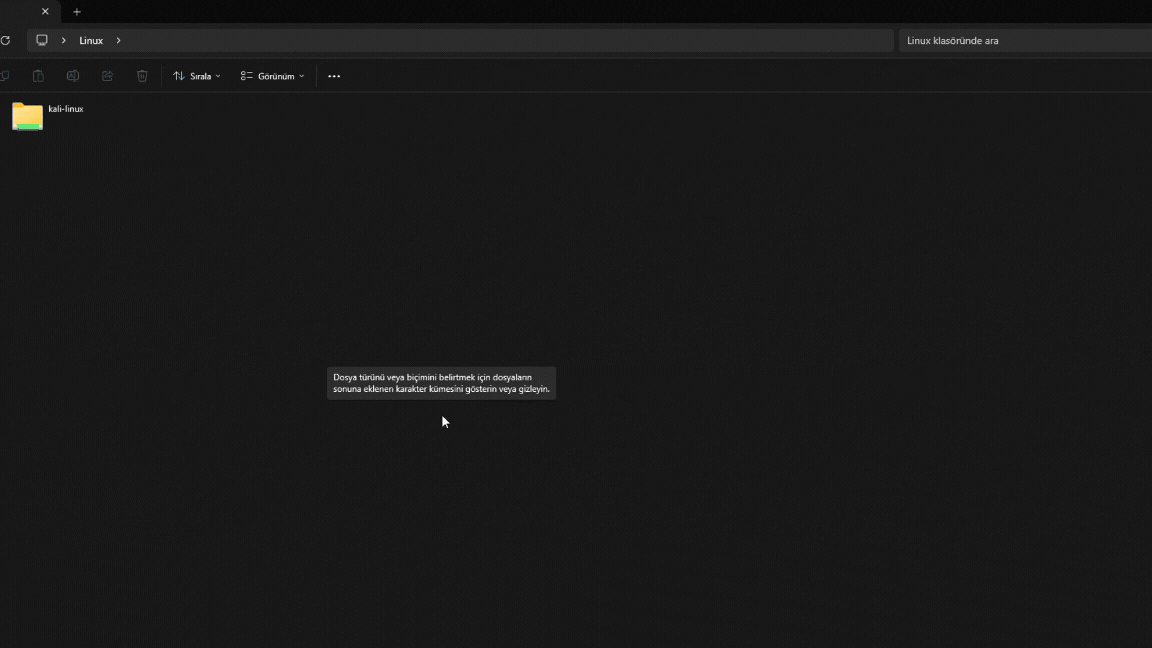 Linux
Linux klasöründe ara
Sırala
Görünüm
kali-linux
Dosya türünü veya biçimini belirtmek için dosyaların
sonuna eklenen karakter kümesini gösterin veya gizleyin.